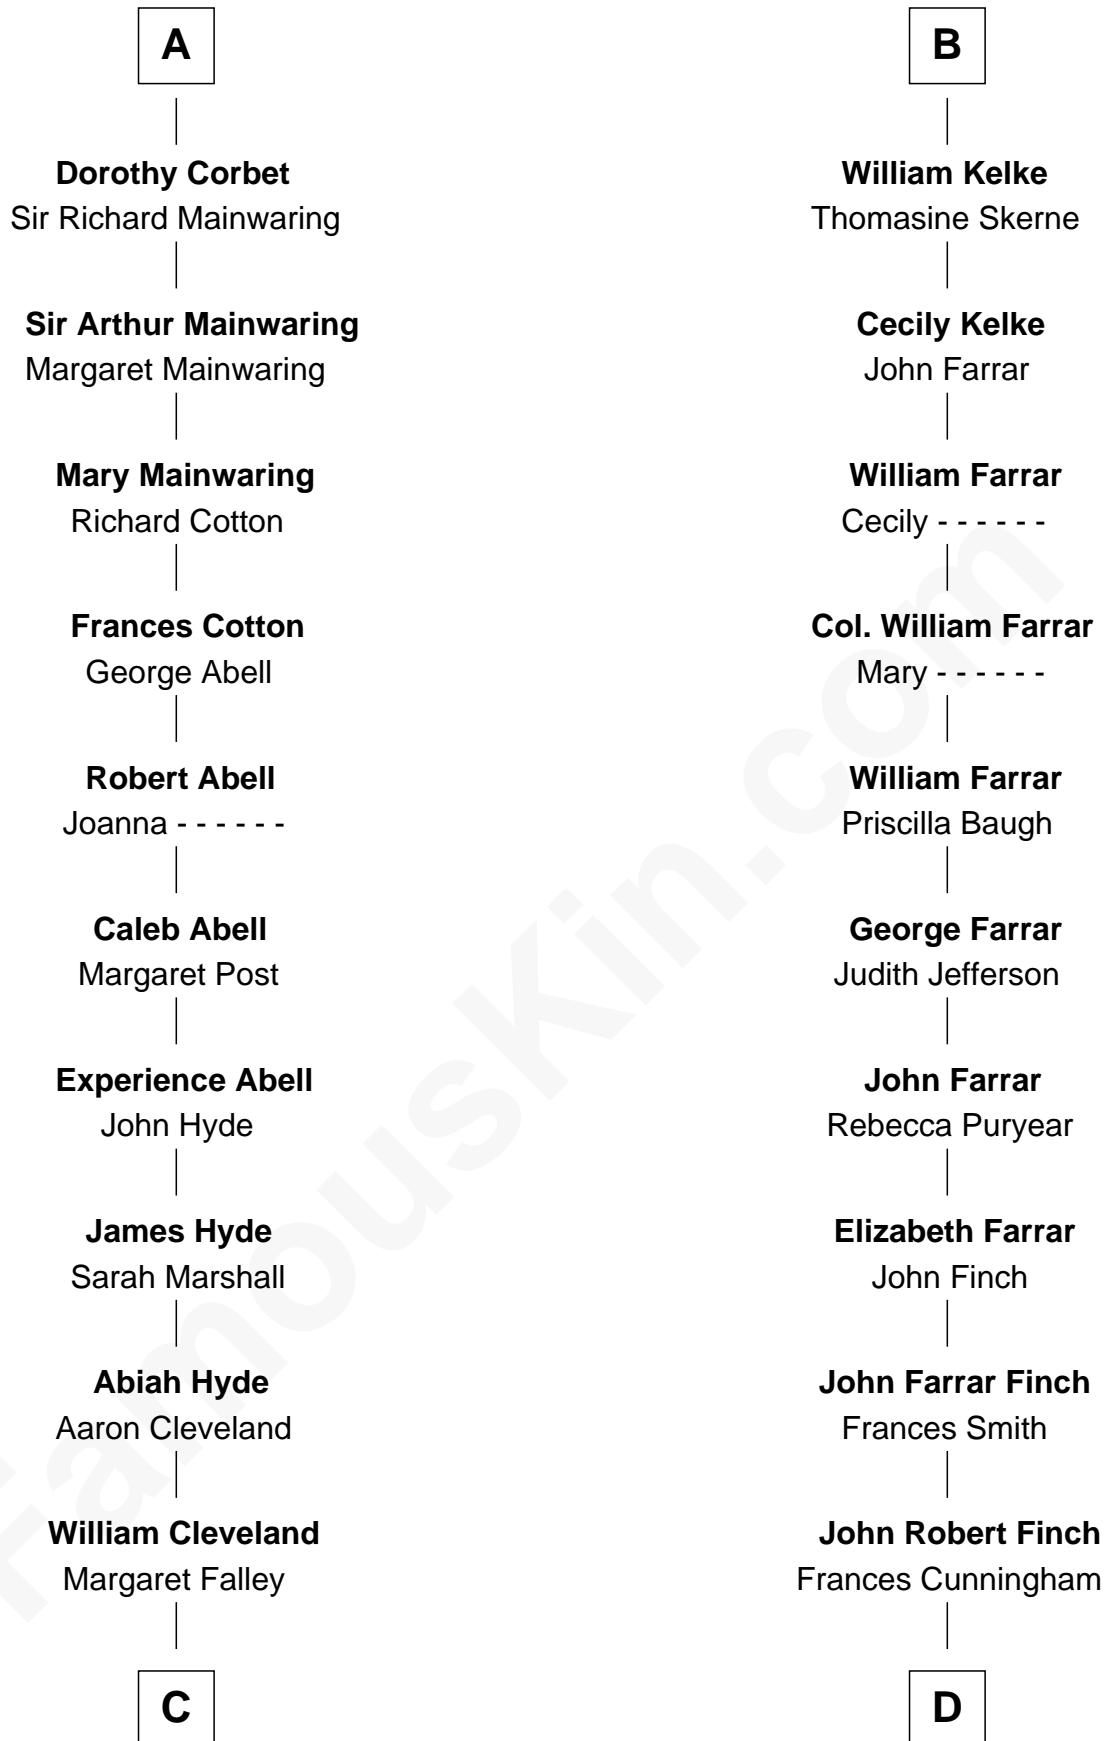 A
Dorothy Corbet
Sir Richard Mainwaring
Sir Arthur Mainwaring
Margaret Mainwaring
Mary Mainwaring
Richard Cotton
Frances Cotton
George Abell
Robert Abell
Joanna - - - - - -
Caleb Abell
Margaret Post
Experience Abell
John Hyde
James Hyde
Sarah Marshall
Abiah Hyde
Aaron Cleveland
William Cleveland
Margaret Falley
C
B
William Kelke
Thomasine Skerne
Cecily Kelke
John Farrar
William Farrar
Cecily - - - - - -
Col. William Farrar
Mary - - - - - -
William Farrar
Priscilla Baugh
George Farrar
Judith Jefferson
John Farrar
Rebecca Puryear
Elizabeth Farrar
John Finch
John Farrar Finch
Frances Smith
John Robert Finch
Frances Cunningham
D
FamousKin.com